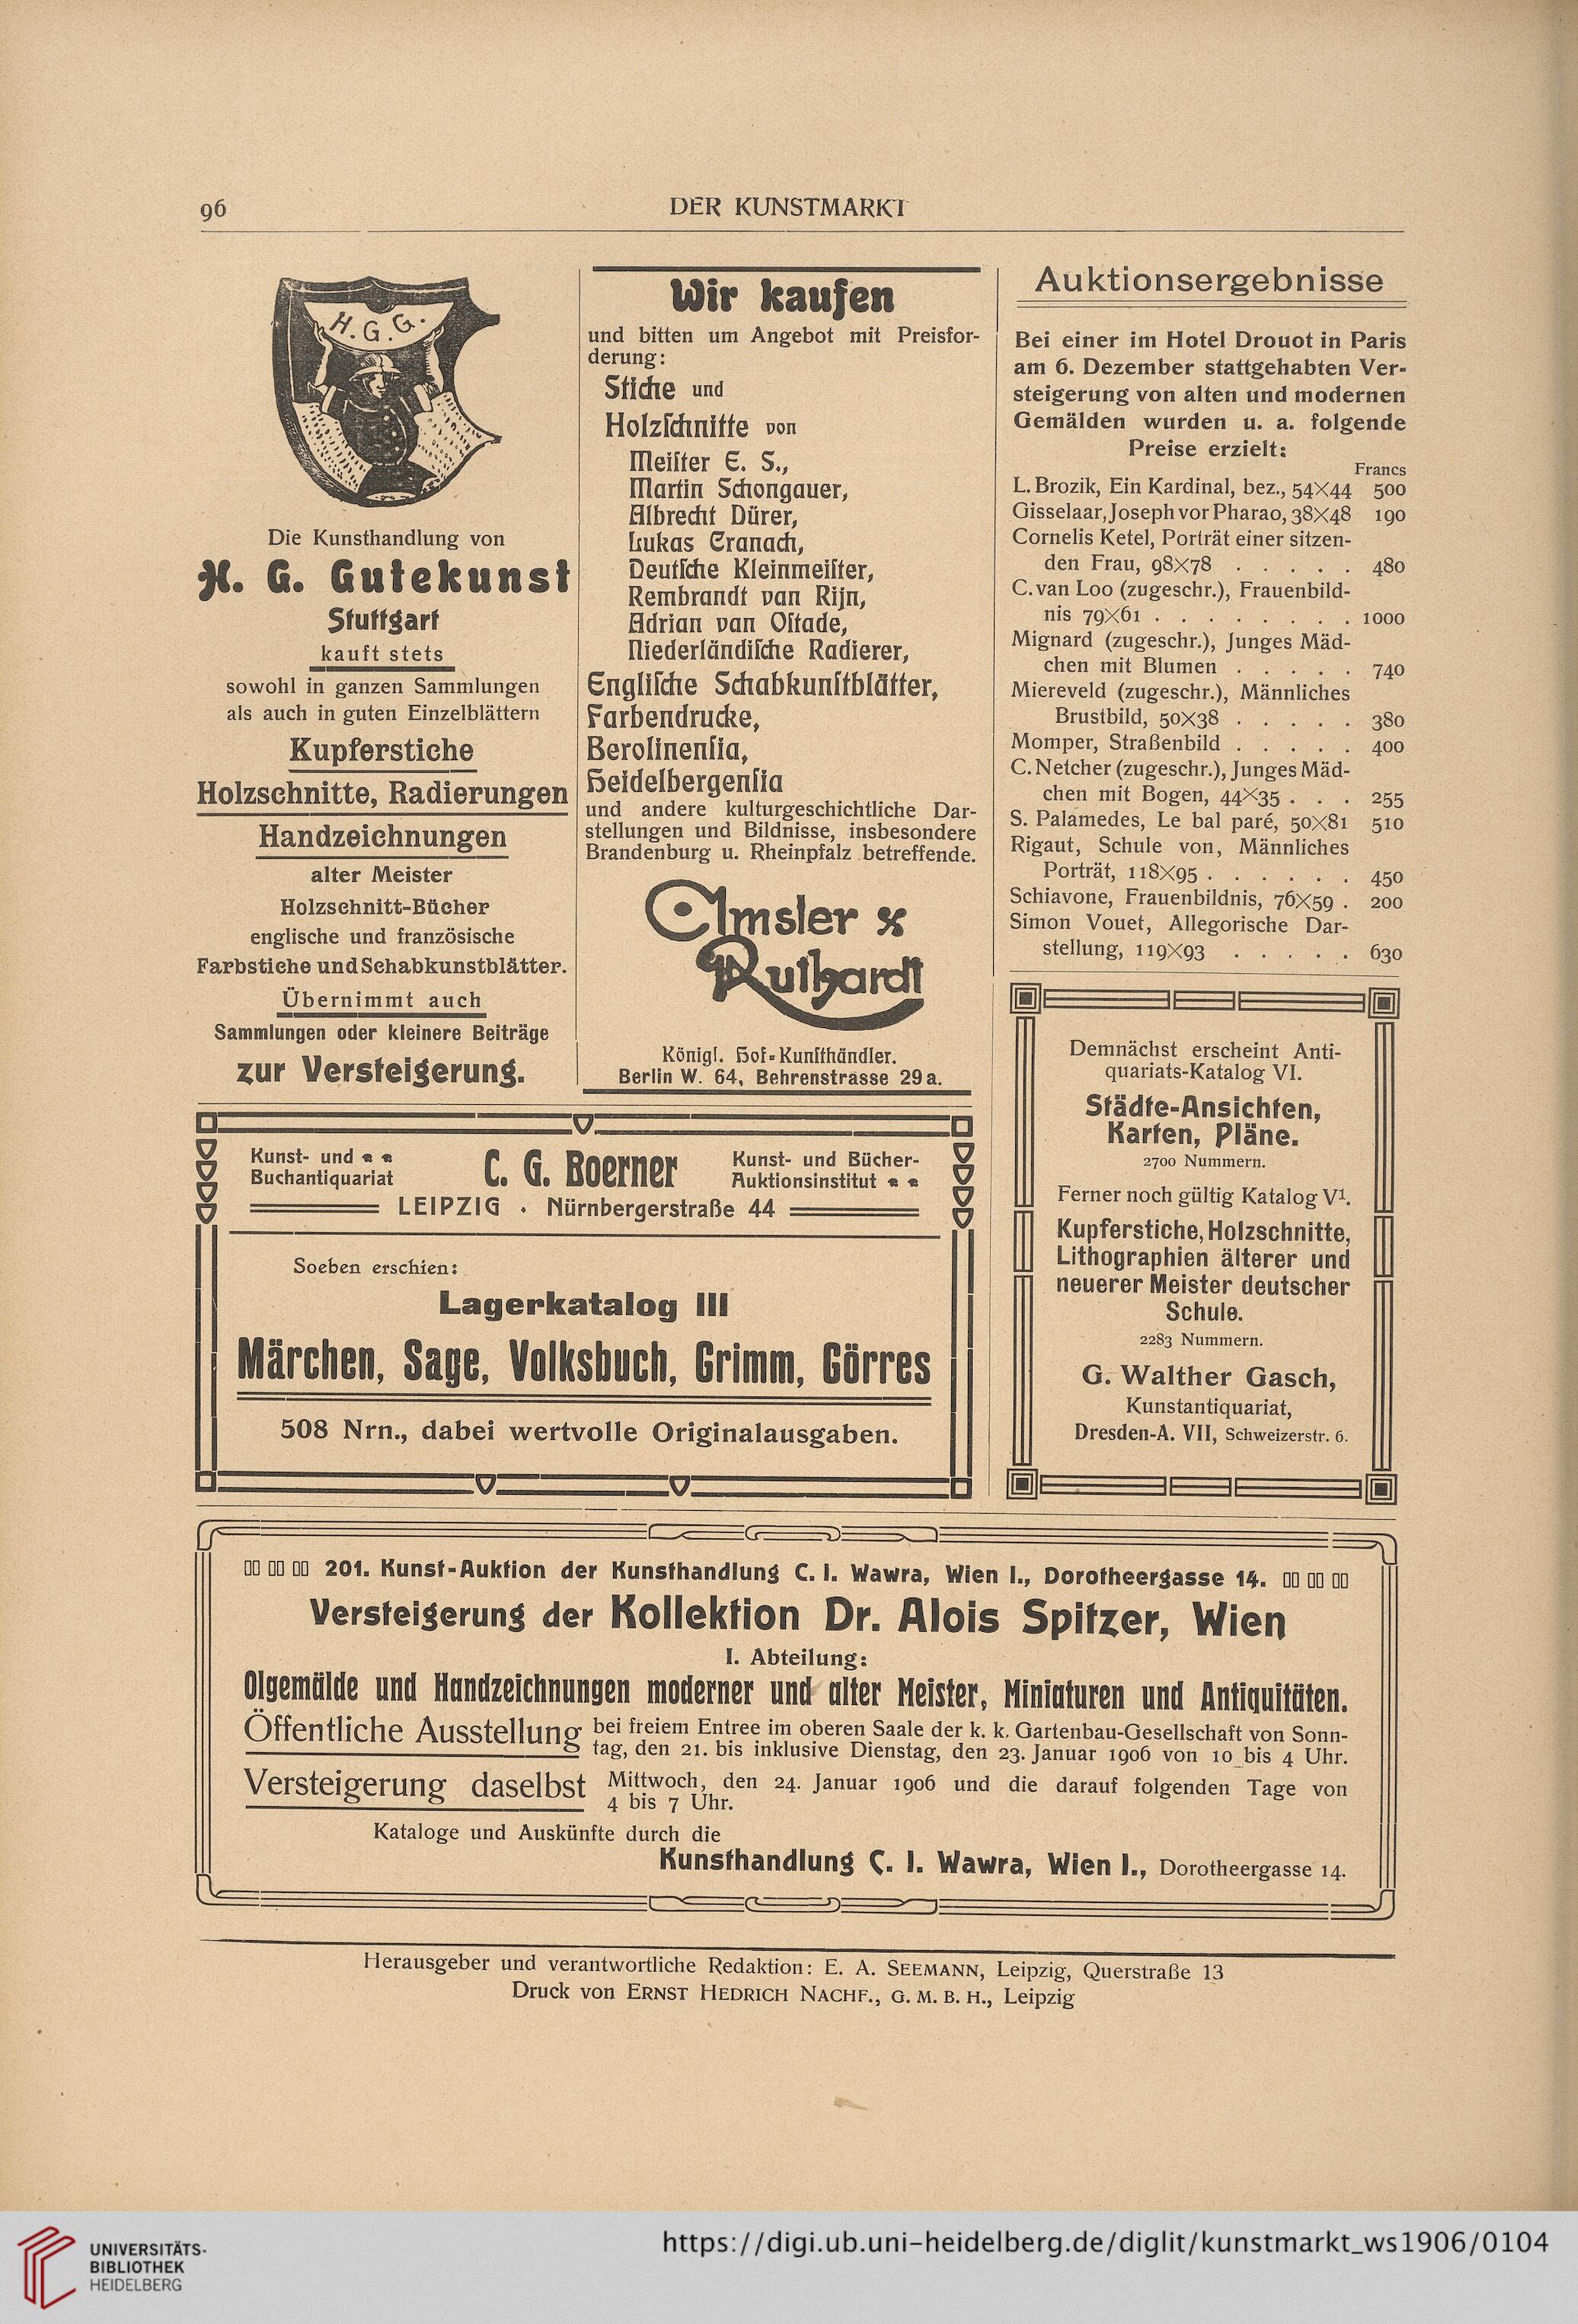 96
DER KUNSTMARKT
H. G. G.
Die Kunsthandlung von
H. G. Gutekunst
Stuttgart
kauft stets
sowohl in ganzen Sammlungen
als auch in guten Einzelblättern
Kupferstiche
Holzschnitte, Radierungen
Handzeichnungen
alter Meister
Holzschnitt-Bücher
englische und französische
Farbstiche und Schabkunstblätter.
Übernimmt auch
Sammlungen oder kleinere Beiträge
zur Versteigerung.
Wir kaufen
und bitten um Angebot mit Preisfor-
derung:
Stiche und
Holzſchnitte von
Meiſter E. S.,
Martin Schongauer,
Albrecht Dürer,
Lukas Cranach,
Deutſche Kleinmeiſter,
Rembrandt van Rijn,
Adrian van Oſtade,
Niederländiſche Radierer,
Engliſche Schabkunſtblätter,
Farbendrucke,
Berolinenſia,
Heidelbergenſia
und andere kulturgeschichtliche Dar-
stellungen und Bildnisse, insbesondere
Brandenburg u. Rheinpfalz betreffende.
Amsler &
Ruthardt
Königl. Hof-Kunſthändler.
Berlin W. 64, Behrenstrasse 29a.
Auktionsergebnisse
Bei einer im Hotel Drouot in Paris
am 6. Dezember stattgehabten Ver-
steigerung von alten und modernen
Gemälden wurden u. a. folgende
Preise erzielt:
Francs
L. Brozik, Ein Kardinal, bez., 54×44 500
Gisselaar, Joseph vor Pharao, 38×48 190
Cornelis Ketel, Porträt einer sitzen-
den Frau, 98×78 . . . . . 480
C. van Loo (zugeschr.), Frauenbild-
nis 79×61 . . . . . . . . 1000
Mignard (zugeschr.), Junges Mäd-
chen mit Blumen . . . . . 740
Miereveld (zugeschr.), Männliches
Brustbild, 50×38 . . . . . 380
Momper, Straßenbild . . . . . 400
C. Netcher (zugeschr.), Junges Mäd-
chen mit Bogen, 44×35 . . . 255
S. Palamedes, Le bal paré, 50×81 510
Rigaut, Schule von, Männliches
Porträt, 118×95 . . . . . . 450
Schiavone, Frauenbildnis, 76×59 . 200
Simon Vouet, Allegorische Dar-
stellung, 119×93 . . . . . 630
Kunst- und
Buchantiquariat
C. G. Boerner
Kunst- und Bücher-
Auktionsinstitut
LEIPZIG · Nürnbergerstraße 44
Soeben erschien:
Lagerkatalog III
Märchen, Sage, Volksbuch, Grimm, Görres
508 Nrn., dabei wertvolle Originalausgaben.
Demnächst erscheint Anti-
quariats-Katalog VI.
Städte-Ansichten,
Karten, Pläne.
2700 Nummern.
Ferner noch gültig Katalog V¹.
Kupferstiche, Holzschnitte,
Lithographien älterer und
neuerer Meister deutscher
Schule.
2283 Nummern.
G. Walther Gasch,
Kunstantiquariat,
Dresden-A. VII, Schweizerstr. 6.
201. Kunst-Auktion der Kunsthandlung C. I. Wawra, Wien I., Dorotheergasse 14.
Versteigerung der Kollektion Dr. Alois Spitzer, Wien
I. Abteilung:
Olgemälde und Handzeichnungen moderner und alter Meister, Miniaturen und Antiquitäten.
Öffentliche Ausstellung bei freiem Entree im oberen Saale der k. k. Gartenbau-Gesellschaft von Sonn-
tag, den 21. bis inklusive Dienstag, den 23. Januar 1906 von 10 bis 4 Uhr.
Versteigerung daselbst Mittwoch, den 24. Januar 1906 und die darauf folgenden Tage von
4 bis 7 Uhr.
Kataloge und Auskünfte durch die
Kunsthandlung C. I. Wawra, Wien I., Dorotheergasse 14.
Herausgeber und verantwortliche Redaktion: E. A. SEEMANN, Leipzig, Querstraße 13
Druck von ERNST HEDRICH NACHF., G. M. B. H., Leipzig
UNIVERSITÄTS-
BIBLIOTHEK
HEIDELBERG
https://digi.ub.uni-heidelberg.de/diglit/kunstmarkt_ws1906/0104